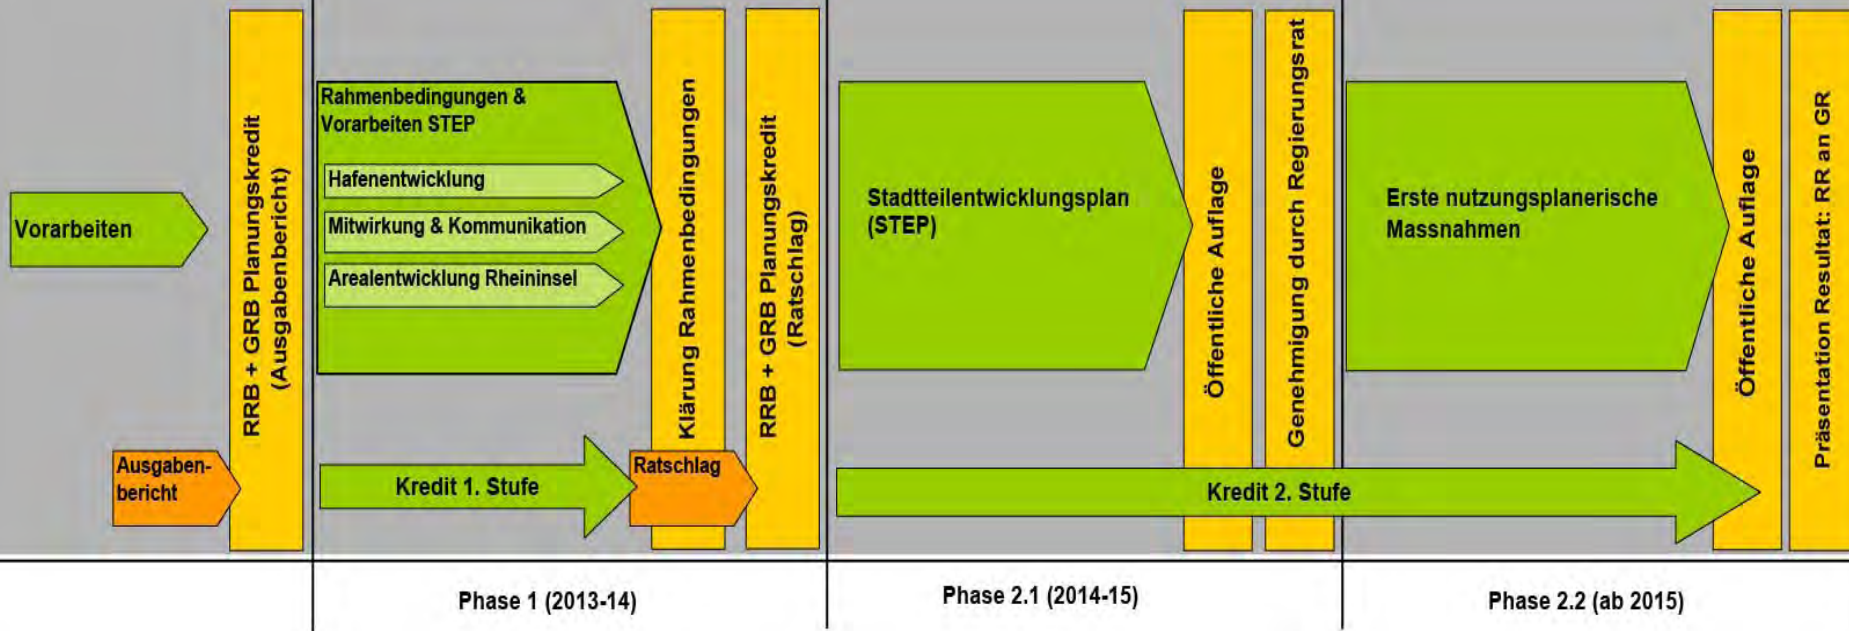 Vorarbeiten
Ausgaben-
bericht
RRB + GRB Planungskredit
(Ausgabenbericht)
Rahmenbedingungen &
Vorarbeiten STEP
Hafenentwicklung
Mitwirkung & Kommunikation
Arealentwicklung Rheininsel
Kredit 1. Stufe
Klärung Rahmenbedingungen
Ratschlag
RRB + GRB Planungskredit
(Ratschlag)
Stadtteilentwicklungsplan
(STEP)
Öffentliche Auflage
Genehmigung durch Regierungsrat
Kredit 2. Stufe
Erste nutzungsplanerische
Massnahmen
Öffentliche Auflage
Präsentation Resultat: RR an GR
Phase 1 (2013-14)
Phase 2.1 (2014-15)
Phase 2.2 (ab 2015)